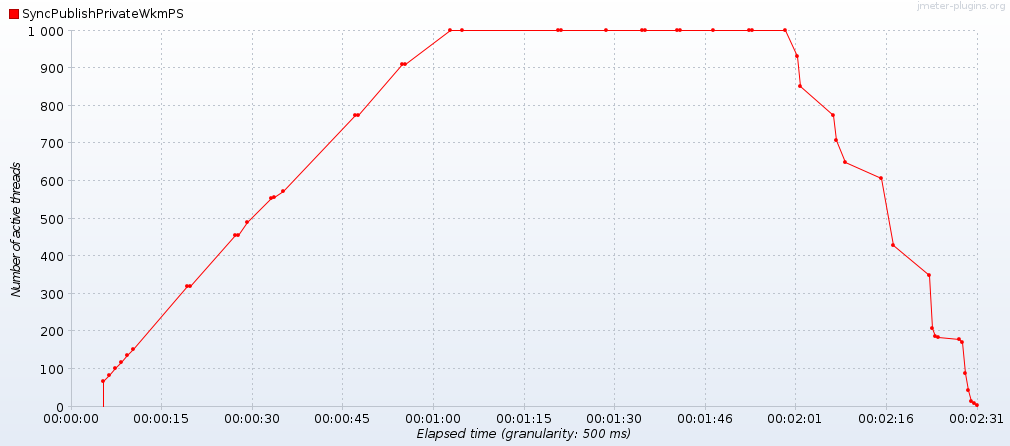 jmeter-plugins.org
SyncPublishPrivateWkmPS
1 000
900
800
700
600
500
400
300
200
100
0
Number of active threads
00:00:00 00:00:15 00:00:30 00:00:45 00:01:00 00:01:15 00:01:30 00:01:46 00:02:01 00:02:16 00:02:31
Elapsed time (granularity: 500 ms)